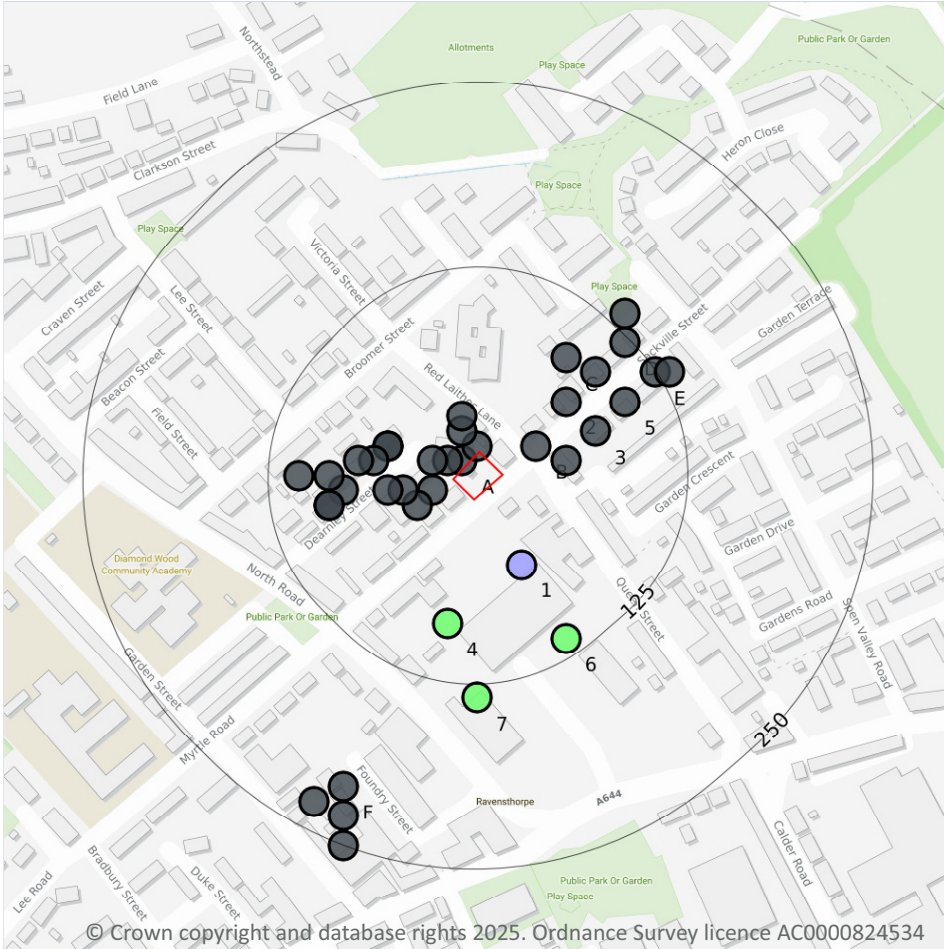 Northstead
Allotments
Public Park Or Garden
Play Space
Field Lane
Clarkson Street
Heron Close
Play Space
Play Space
Victoria Street
Craven Street
Lee Street
Play Space
Garden Terrace
Beacon Street
Broomer Street
Sackville Street
Red Laithes Lane
C
D
E
Field Street
2
5
B
3
A
Garden Crescent
Dearnley Street
Garden Drive
Diamond Wood
Community Academy
North Road
1
125
Queen Street
Gardens Road
Spen Valley Road
Public Park Or Garden
4
6
Garden Street
7
250
Myrtle Road
Foundry Street
F
Ravensthorpe
A644
Calder Road
Lee Road
Bradbury Street
Duke Street
Public Park Or Garden
Play Space
© Crown copyright and database rights 2025. Ordnance Survey licence AC0000824534